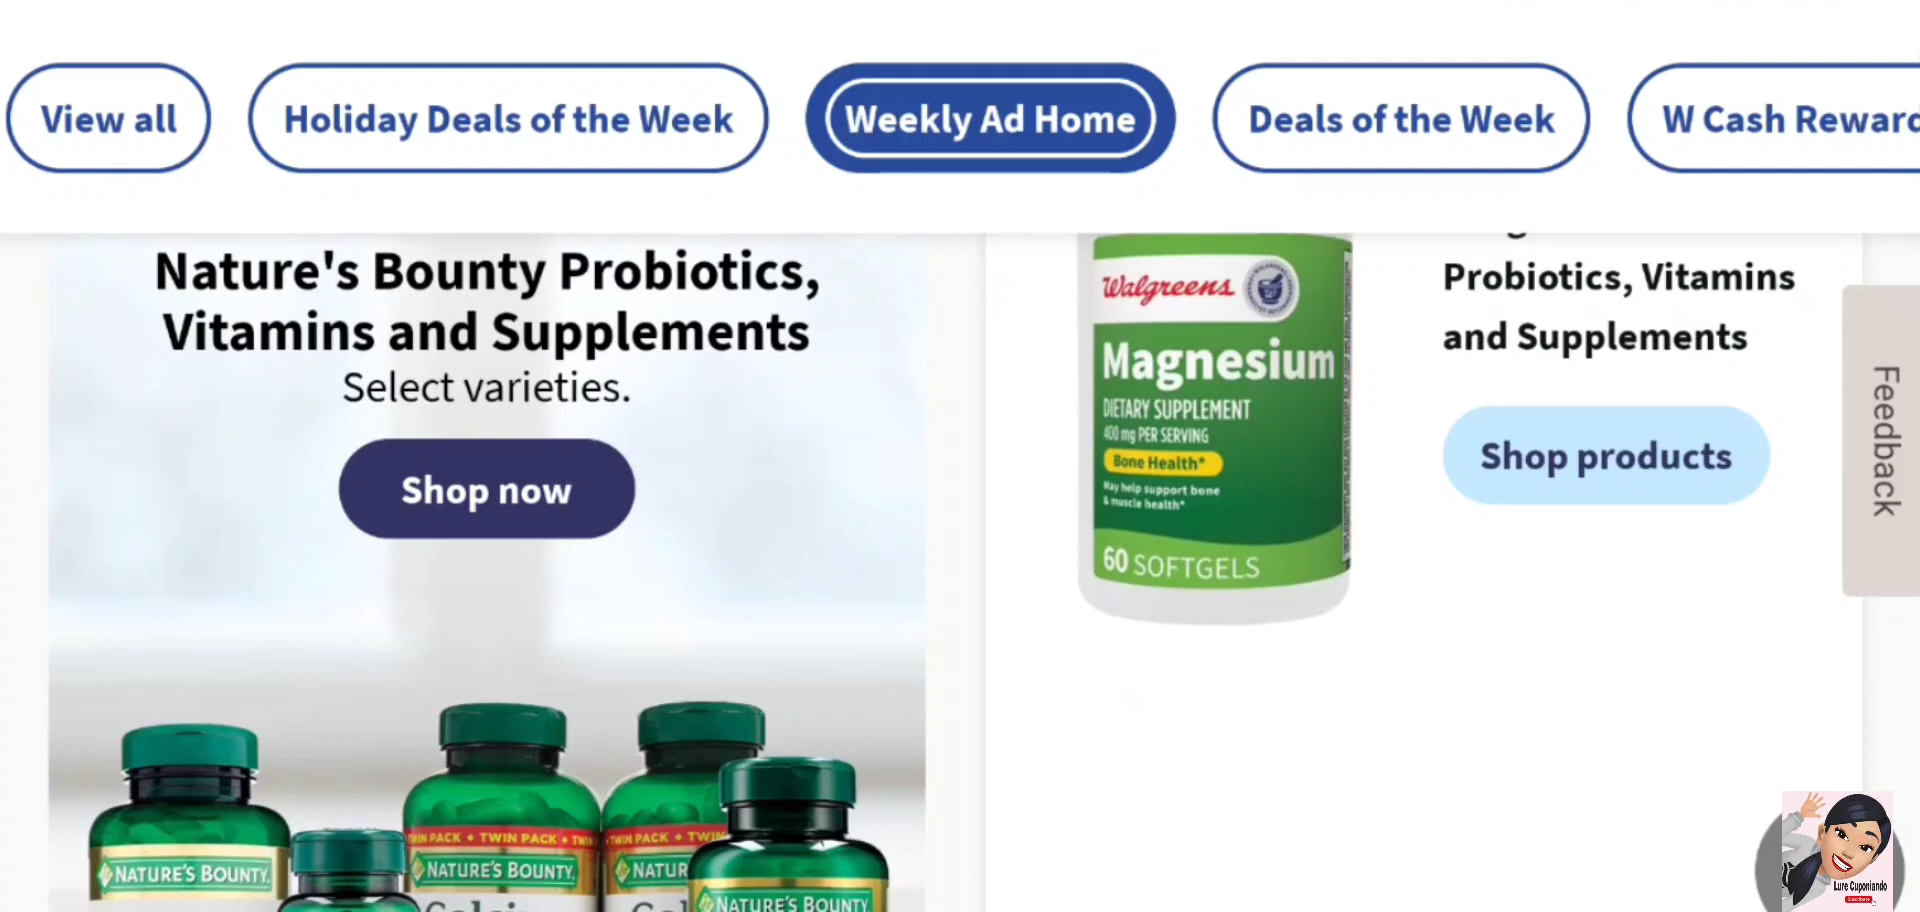 View all
Holiday Deals of the Week
Weekly Ad Home
Deals of the Week
W Cash Reward
Nature's Bounty Probiotics,
Vitamins and Supplements
Select varieties.
Shop now
Walgreens
Magnesium
DIETARY SUPPLEMENT
400 mg PER SERVING
Bone Health*
May help support bone
& muscle health*
60 SOFTGELS
Probiotics, Vitamins
and Supplements
Shop products
Feedback
TWIN PACK + TWIN PACK + TWIN
TWIN PACK + TWIN
NATURE'S BOUNTY
NATURE'S BOUNTY
NATUR
NATURE'S BOUNTY
Lure Cuponiando